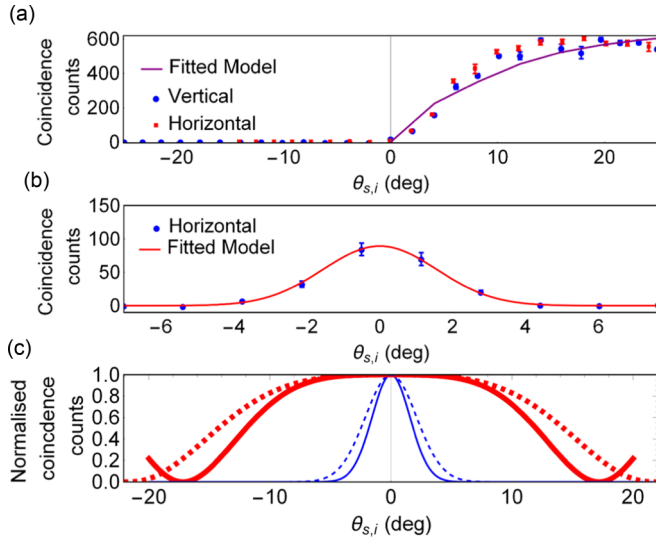 (a)
Coincidence
counts
600
400
200
0
Fitted Model
Vertical
Horizontal
−20
−10
0
10
20
θs,i (deg)
(b)
Coincidence
counts
150
100
50
0
Horizontal
Fitted Model
−6
−4
−2
0
2
4
6
θs,i (deg)
(c)
Normalised
coincdence
counts
1.0
0.8
0.6
0.4
0.2
0.0
−20
−10
0
10
20
θs,i (deg)